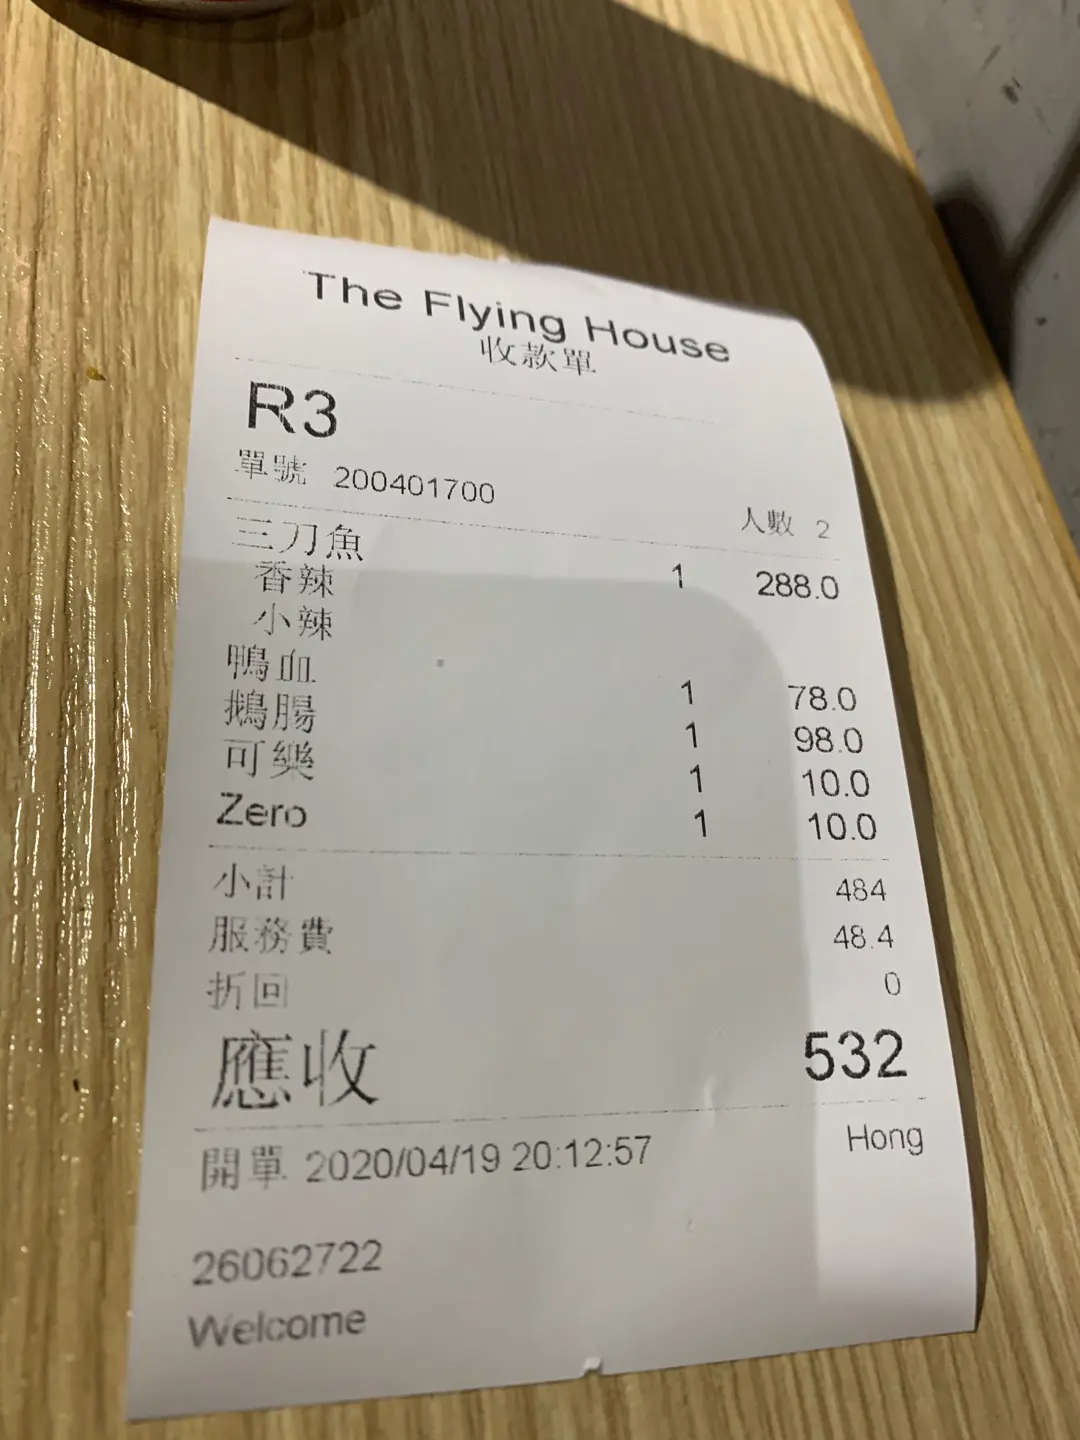 The Flying House
收款單
R3
單號 200401700 人數 2
三刀魚 1 288.0
香辣
小辣
鴨血 1 78.0
鵝腸 1 98.0
可樂 1 10.0
Zero 1 10.0
小計 484
服務費 48.4
折回 0
應收 532
開單 2020/04/19 20:12:57 Hong
26062722
Welcome